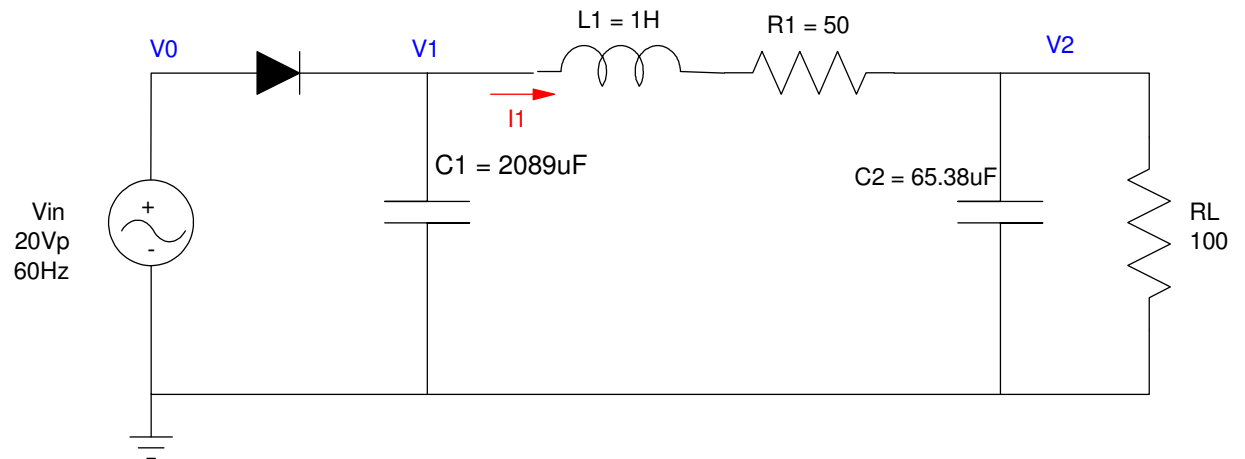 L1 = 1H
R1 = 50
V0
V1
V2
I1
C1 = 2089uF
C2 = 65.38uF
Vin
20Vp
60Hz
+
-
RL
100